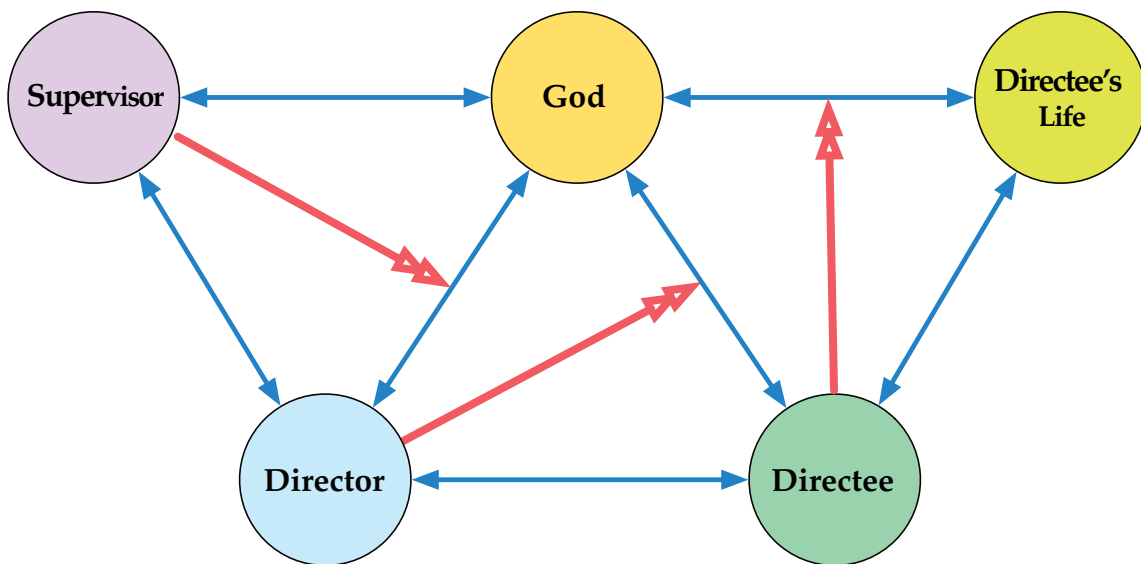 Supervisor
God
Directee’s
Life
Director
Directee